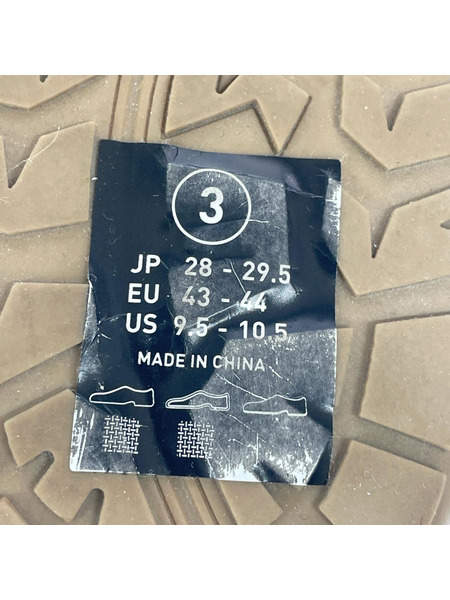 3
JP 28 - 29.5
EU 43 - 44
US 9.5 - 10.5
MADE IN CHINA